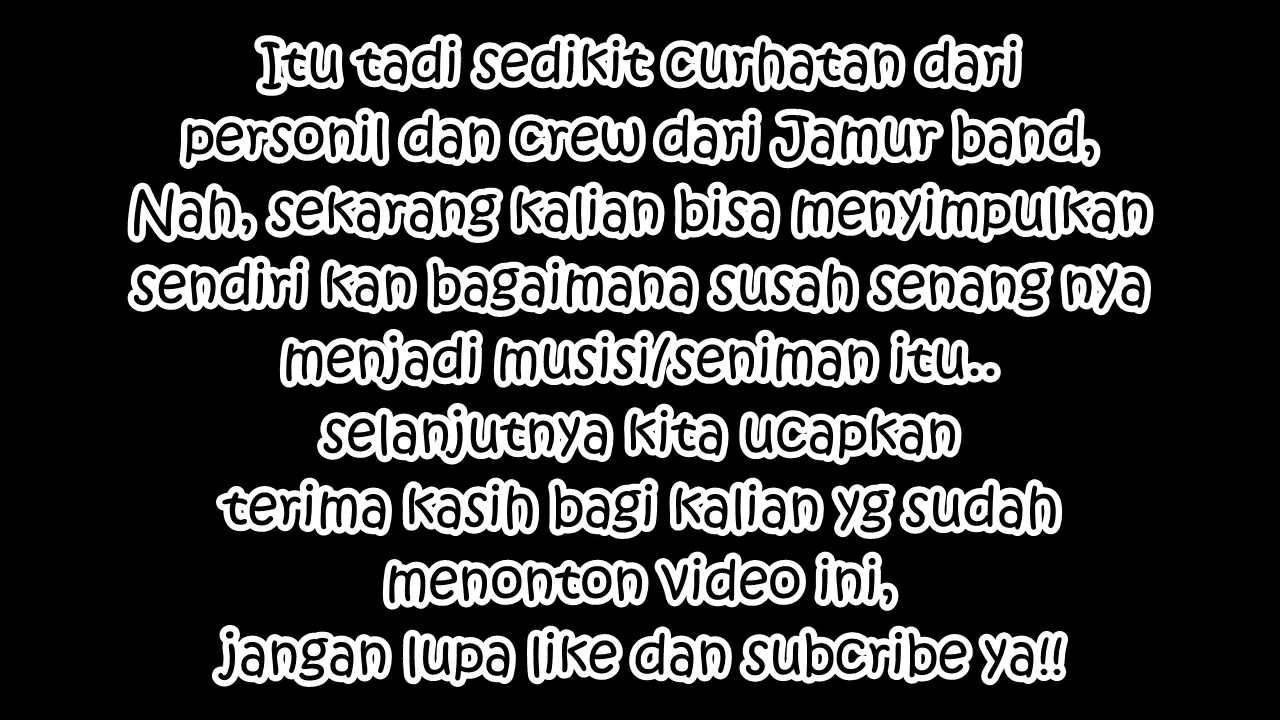 Itu tadi sedikit curhatan dari
personil dan crew dari Jamur band,
Nah, sekarang kalian bisa menyimpulkan
sendiri kan bagaimana susah senang nya
menjadi musisi/seniman itu..
selanjutnya kita ucapkan
terima kasih bagi kalian yg sudah
menonton video ini,
jangan lupa like dan subcribe ya!!